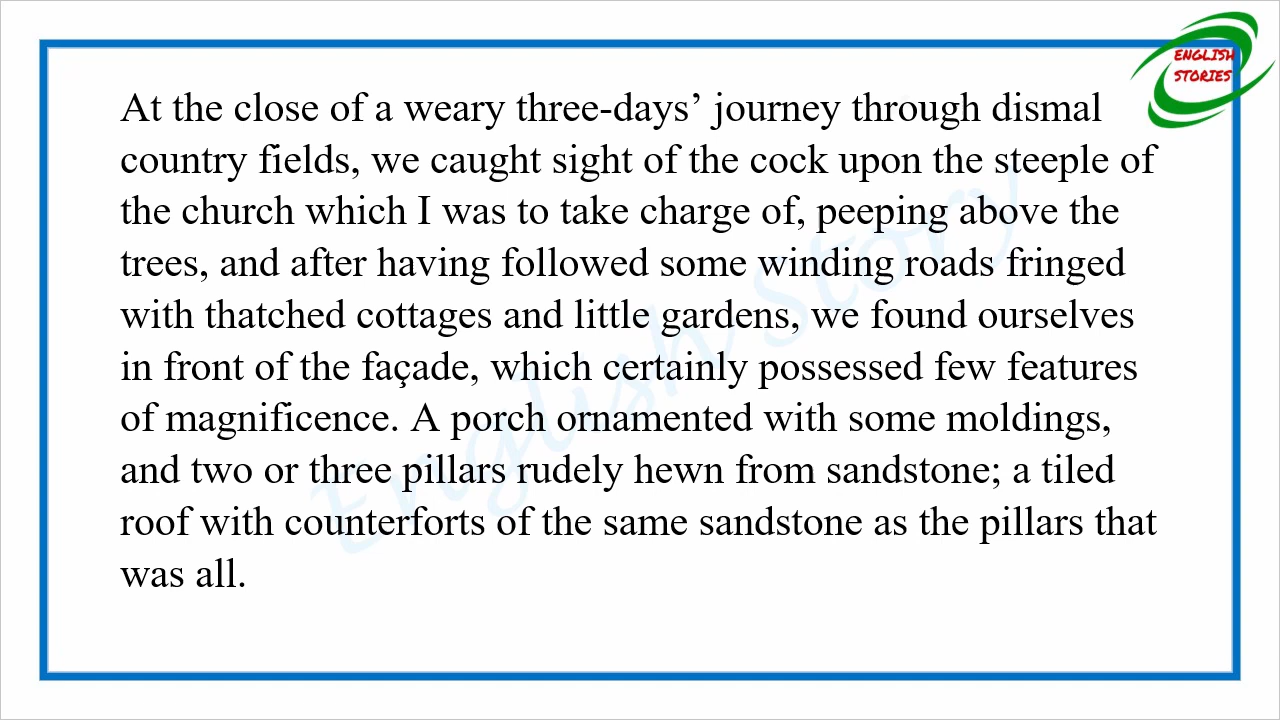 ENGLISH
STORIES
At the close of a weary three-days’ journey through dismal
country fields, we caught sight of the cock upon the steeple of
the church which I was to take charge of, peeping above the
trees, and after having followed some winding roads fringed
with thatched cottages and little gardens, we found ourselves
in front of the façade, which certainly possessed few features
of magnificence. A porch ornamented with some moldings,
and two or three pillars rudely hewn from sandstone; a tiled
roof with counterforts of the same sandstone as the pillars that
was all.
English Story